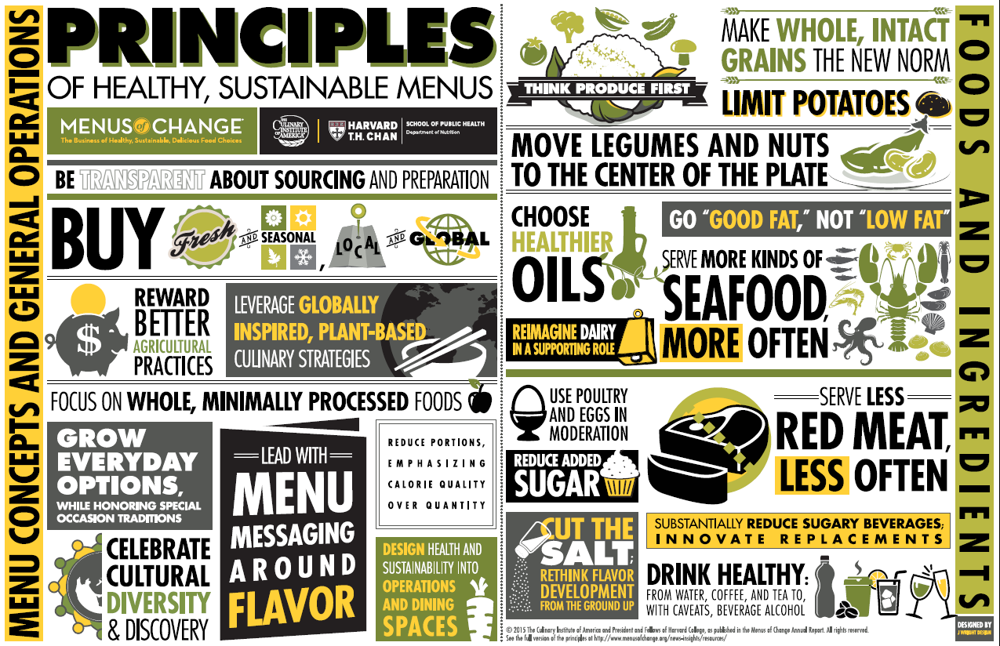 MENU CONCEPTS AND GENERAL OPERATIONS
PRINCIPLES
OF HEALTHY, SUSTAINABLE MENUS
MENUS of CHANGE
The Business of Healthy, Sustainable, Delicious Food Choices
THE
CULINARY
INSTITUTE
OF AMERICA
HARVARD
T.H. CHAN
SCHOOL OF PUBLIC HEALTH
Department of Nutrition
BE TRANSPARENT ABOUT SOURCING AND PREPARATION
BUY Fresh AND SEASONAL, LOCAL AND GLOBAL
$
REWARD
BETTER
AGRICULTURAL
PRACTICES
LEVERAGE GLOBALLY
INSPIRED, PLANT-BASED
CULINARY STRATEGIES
FOCUS ON WHOLE, MINIMALLY PROCESSED FOODS
GROW
EVERYDAY
OPTIONS,
WHILE HONORING SPECIAL
OCCASION TRADITIONS
LEAD WITH
MENU
MESSAGING
AROUND
FLAVOR
REDUCE PORTIONS,
EMPHASIZING
CALORIE QUALITY
OVER QUANTITY
CELEBRATE
CULTURAL
DIVERSITY
& DISCOVERY
DESIGN HEALTH AND
SUSTAINABILITY INTO
OPERATIONS
AND DINING
SPACES
THINK PRODUCE FIRST
MAKE WHOLE, INTACT
GRAINS THE NEW NORM
LIMIT POTATOES
MOVE LEGUMES AND NUTS
TO THE CENTER OF THE PLATE
CHOOSE
HEALTHIER
OILS
GO "GOOD FAT," NOT "LOW FAT"
SERVE MORE KINDS OF
SEAFOOD,
MORE OFTEN
REIMAGINE DAIRY
IN A SUPPORTING ROLE
USE POULTRY
AND EGGS IN
MODERATION
REDUCE ADDED
SUGAR
SERVE LESS
RED MEAT,
LESS OFTEN
CUT THE
SALT;
RETHINK FLAVOR
DEVELOPMENT
FROM THE GROUND UP
SUBSTANTIALLY REDUCE SUGARY BEVERAGES;
INNOVATE REPLACEMENTS
DRINK HEALTHY:
FROM WATER, COFFEE, AND TEA TO,
WITH CAVEATS, BEVERAGE ALCOHOL
© 2015 The Culinary Institute of America and President and Fellows of Harvard College, as published in the Menus of Change Annual Report. All rights reserved.
See the full version of the principles at http://www.menusofchange.org/news-insights/resources/
FOODS AND INGREDIENTS
DESIGNED BY
J WRIGHT DESIGN